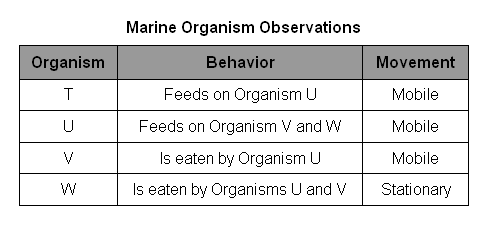 Marine Organism Observations
Organism Behavior Movement
T Feeds on Organism U Mobile
U Feeds on Organism V and W Mobile
V Is eaten by Organism U Mobile
W Is eaten by Organisms U and V Stationary